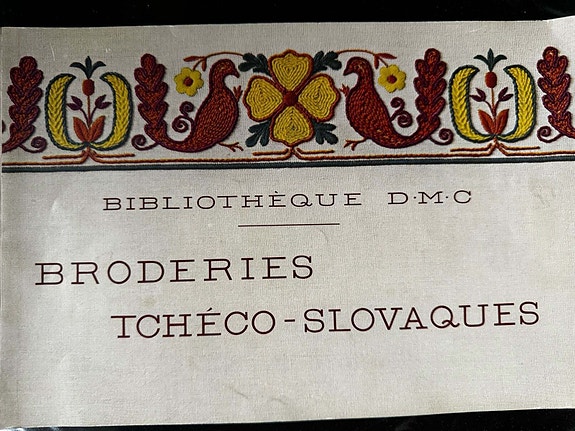 BIBLIOTHÈQUE D·M·C
BRODERIES
TCHÉCO-SLOVAQUES